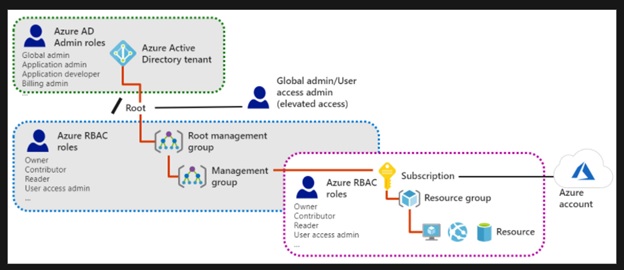 Azure AD
Admin roles
Global admin
Application admin
Application developer
Billing admin
...
Azure Active
Directory tenant
Global admin/User
access admin
(elevated access)
/
Root
Azure RBAC
roles
Owner
Contributor
Reader
User access admin
...
Root management
group
Management
group
Azure RBAC
roles
Owner
Contributor
Reader
User access admin
...
Subscription
Resource group
Resource
Azure
account